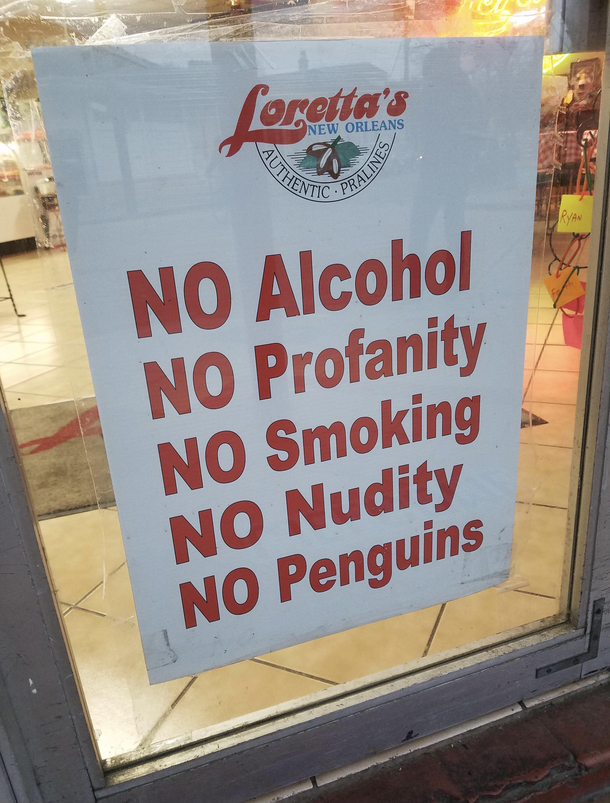 Loretta's
NEW ORLEANS
AUTHENTIC · PRALINES
NO Alcohol
NO Profanity
NO Smoking
NO Nudity
NO Penguins
RYAN